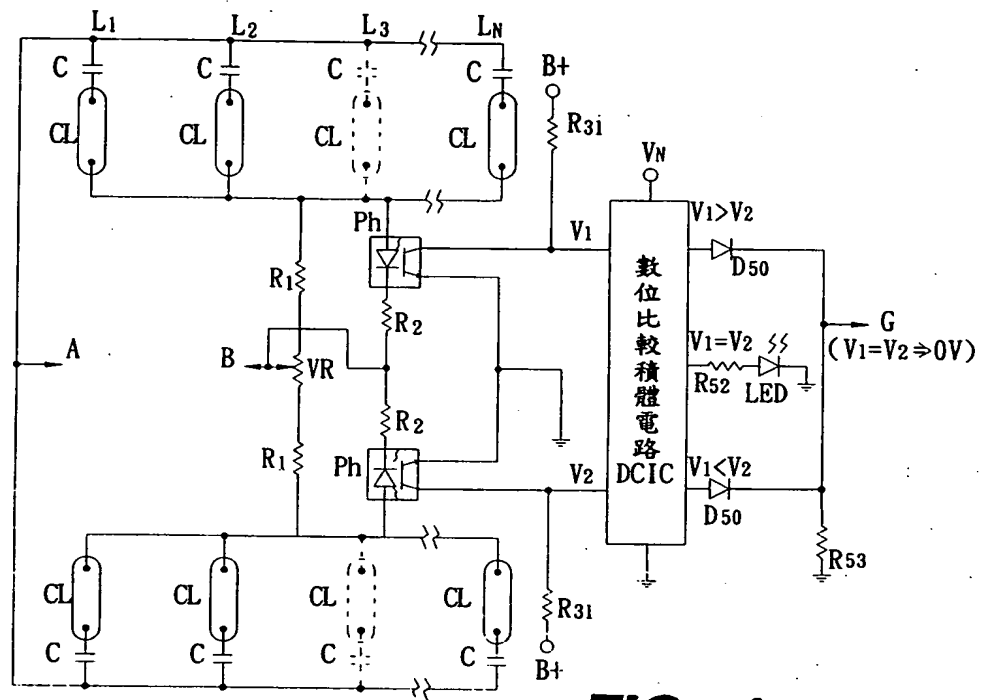 L1 L2 L3 LN
C C C C B+
R3i
CL CL CL CL
VN
Ph V1 V1>V2
D50
R1 R2
數位比較積體電路
DCIC
A B VR
V1=V2
R52 LED
G
(V1=V2⇒0V)
R2
R1 Ph V2 V1<V2
D50
R53
CL CL CL CL
R3i
C C C C
B+